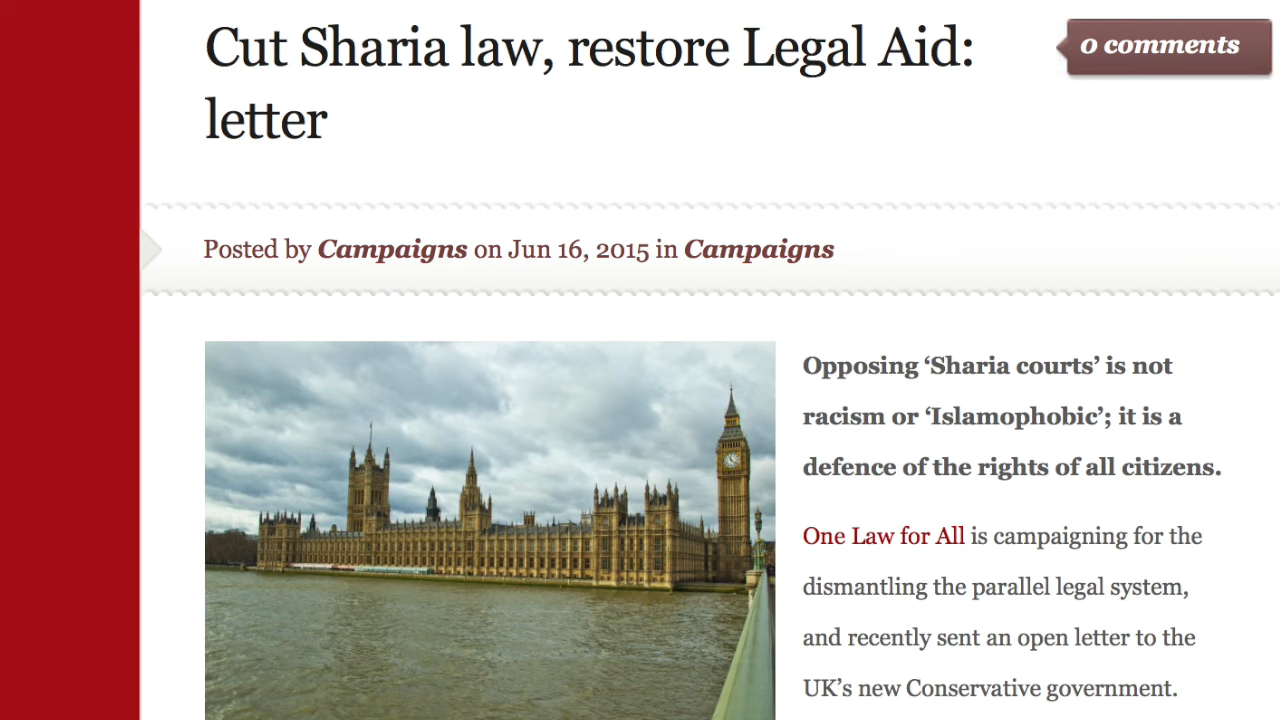 Cut Sharia law, restore Legal Aid:
letter
0 comments
Posted by Campaigns on Jun 16, 2015 in Campaigns
Opposing ‘Sharia courts’ is not
racism or ‘Islamophobic’; it is a
defence of the rights of all citizens.
One Law for All is campaigning for the
dismantling the parallel legal system,
and recently sent an open letter to the
UK’s new Conservative government.